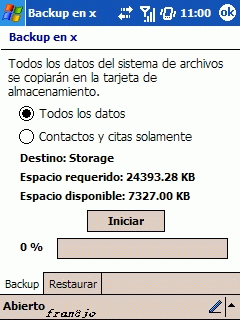 Backup en x
11:00
ok
Backup en x
Todos los datos del sistema de archivos
se copiarán en la tarjeta de
almacenamiento.
Todos los datos
Contactos y citas solamente
Destino: Storage
Espacio requerido: 24393.28 KB
Espacio disponible: 7327.00 KB
Iniciar
0 %
Backup
Restaurar
Abierto
fran8jo